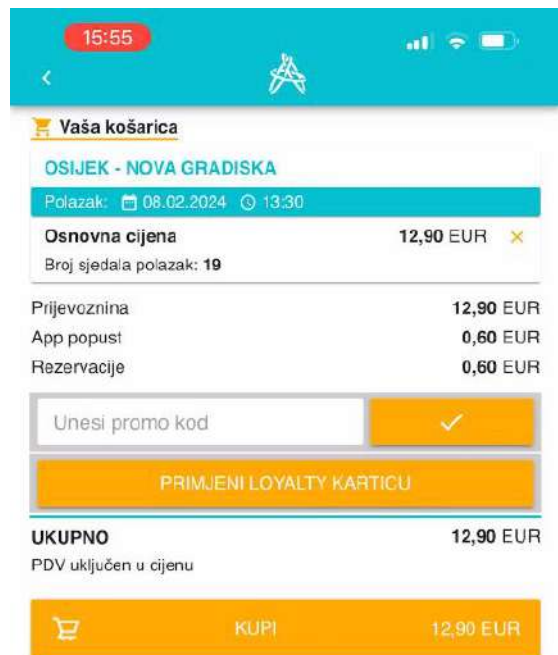 15:55
Vaša košarica
OSIJEK - NOVA GRADISKA
Polazak: 08.02.2024 13:30
Osnovna cijena 12,90 EUR ×
Broj sjedala polazak: 19
Prijevoznina 12,90 EUR
App popust 0,60 EUR
Rezervacije 0,60 EUR
Unesi promo kod
PRIMJENI LOYALTY KARTICU
UKUPNO 12,90 EUR
PDV uključen u cijenu
KUPI 12,90 EUR